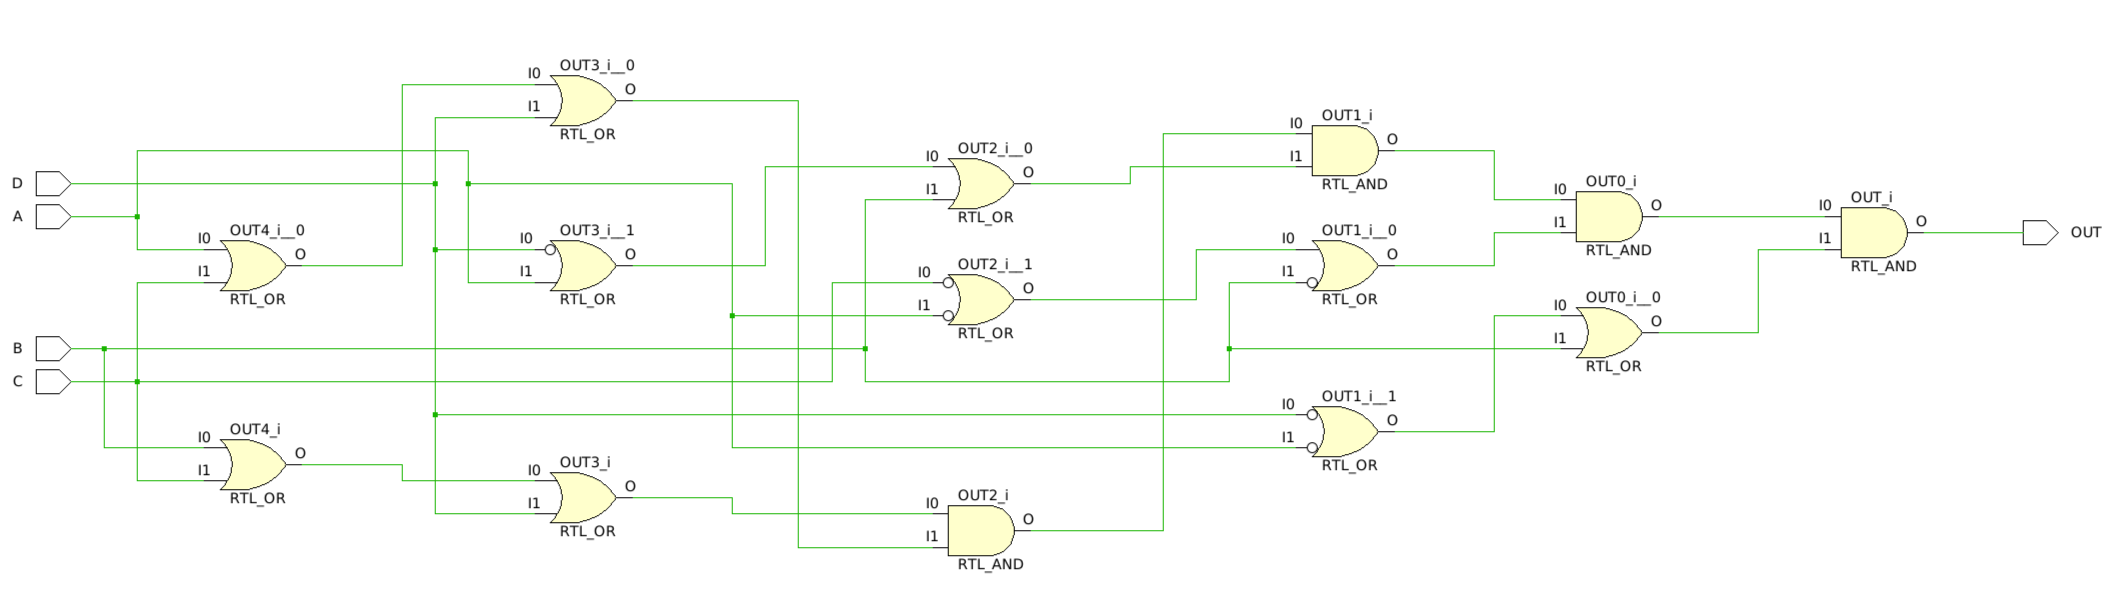 D
A
B
C
OUT4_i__0
I0
I1
O
RTL_OR
OUT4_i
I0
I1
O
RTL_OR
OUT3_i__0
I0
I1
O
RTL_OR
OUT3_i__1
I0
I1
O
RTL_OR
OUT3_i
I0
I1
O
RTL_OR
OUT2_i__0
I0
I1
O
RTL_OR
OUT2_i__1
I0
I1
O
RTL_OR
OUT2_i
I0
I1
O
RTL_AND
OUT1_i
I0
I1
O
RTL_AND
OUT1_i__0
I0
I1
O
RTL_OR
OUT1_i__1
I0
I1
O
RTL_OR
OUT0_i
I0
I1
O
RTL_AND
OUT0_i__0
I0
I1
O
RTL_OR
OUT_i
I0
I1
O
RTL_AND
OUT